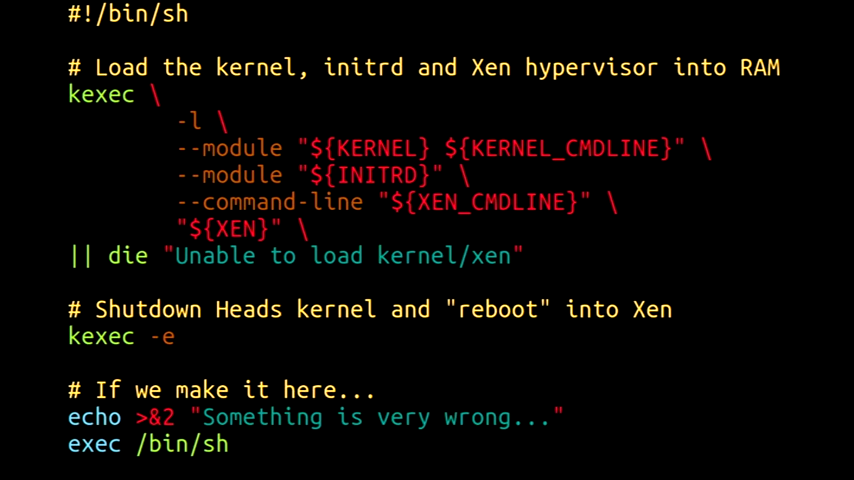 #!/bin/sh
# Load the kernel, initrd and Xen hypervisor into RAM
kexec \
-l \
--module "${KERNEL} ${KERNEL_CMDLINE}" \
--module "${INITRD}" \
--command-line "${XEN_CMDLINE}" \
"${XEN}" \
|| die "Unable to load kernel/xen"
# Shutdown Heads kernel and "reboot" into Xen
kexec -e
# If we make it here...
echo >&2 "Something is very wrong..."
exec /bin/sh